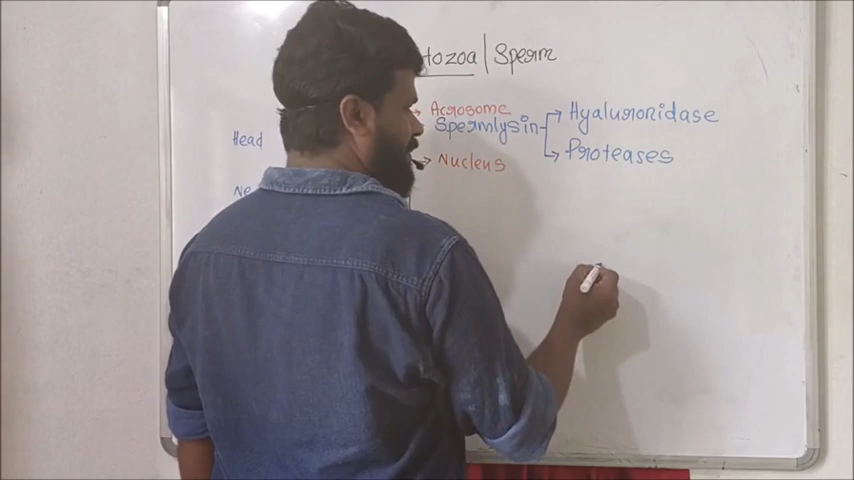 tozoa | Sperm
Acrosome
Spermlysin Hyaluronidase
Proteases
Head
Nucleus
Ne